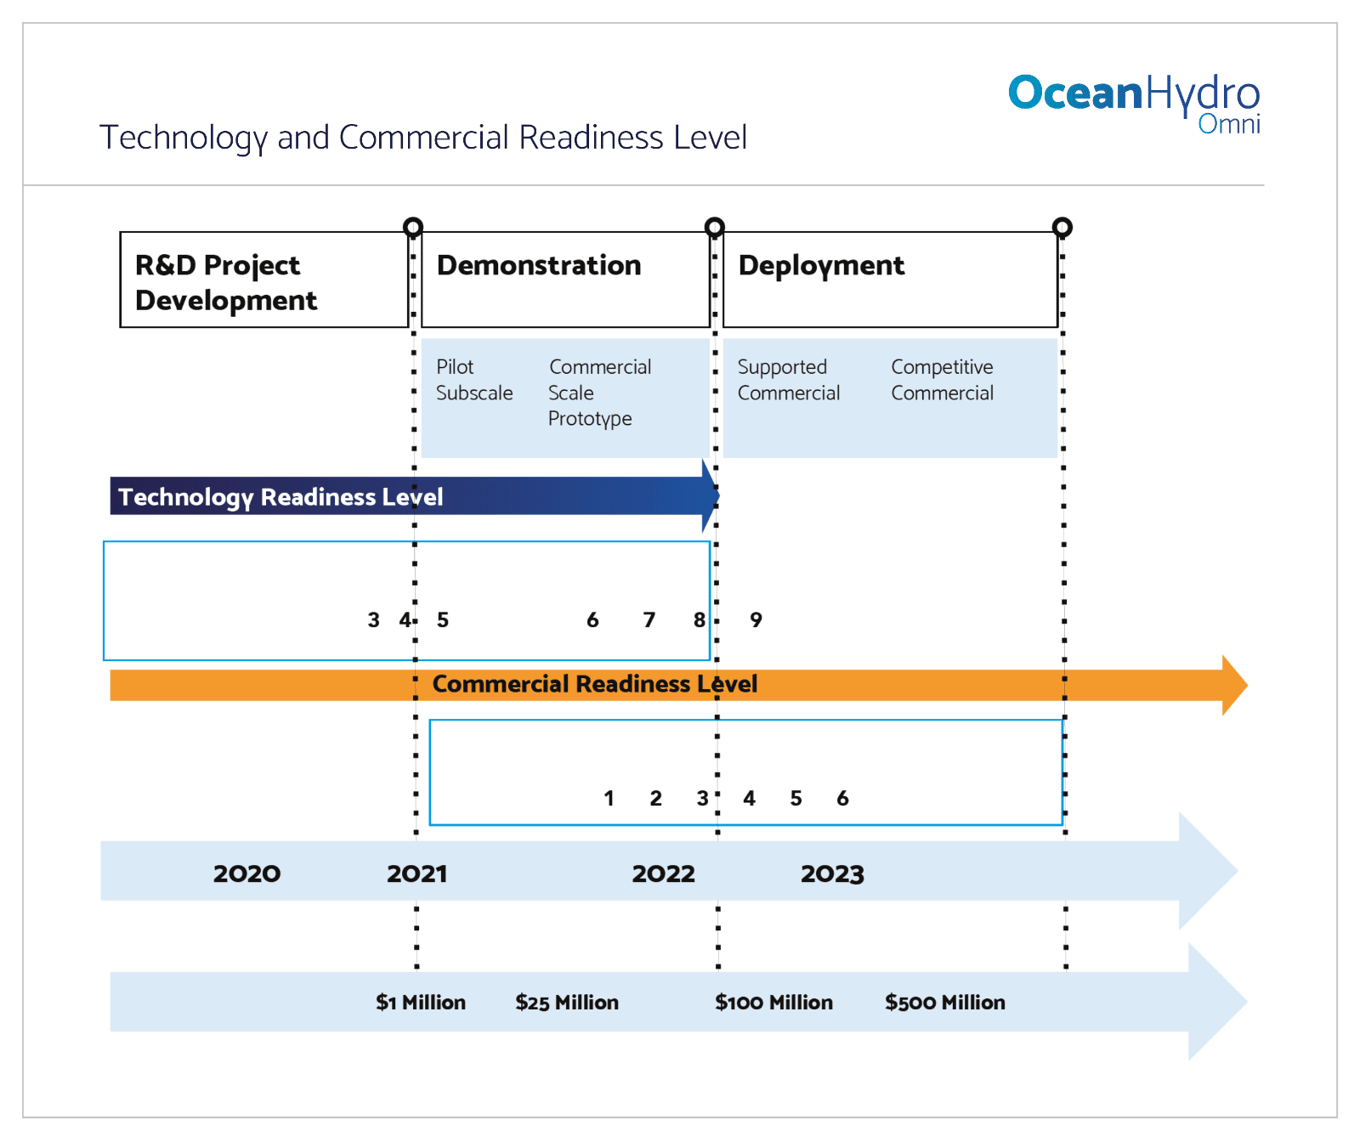 OceanHydro
Omni
Technology and Commercial Readiness Level
R&D Project
Development
Demonstration
Deployment
Pilot
Subscale
Commercial
Scale
Prototype
Supported
Commercial
Competitive
Commercial
Technology Readiness Level
3 4 5 6 7 8 9
Commercial Readiness Level
1 2 3 4 5 6
2020 2021 2022 2023
$1 Million $25 Million $100 Million $500 Million